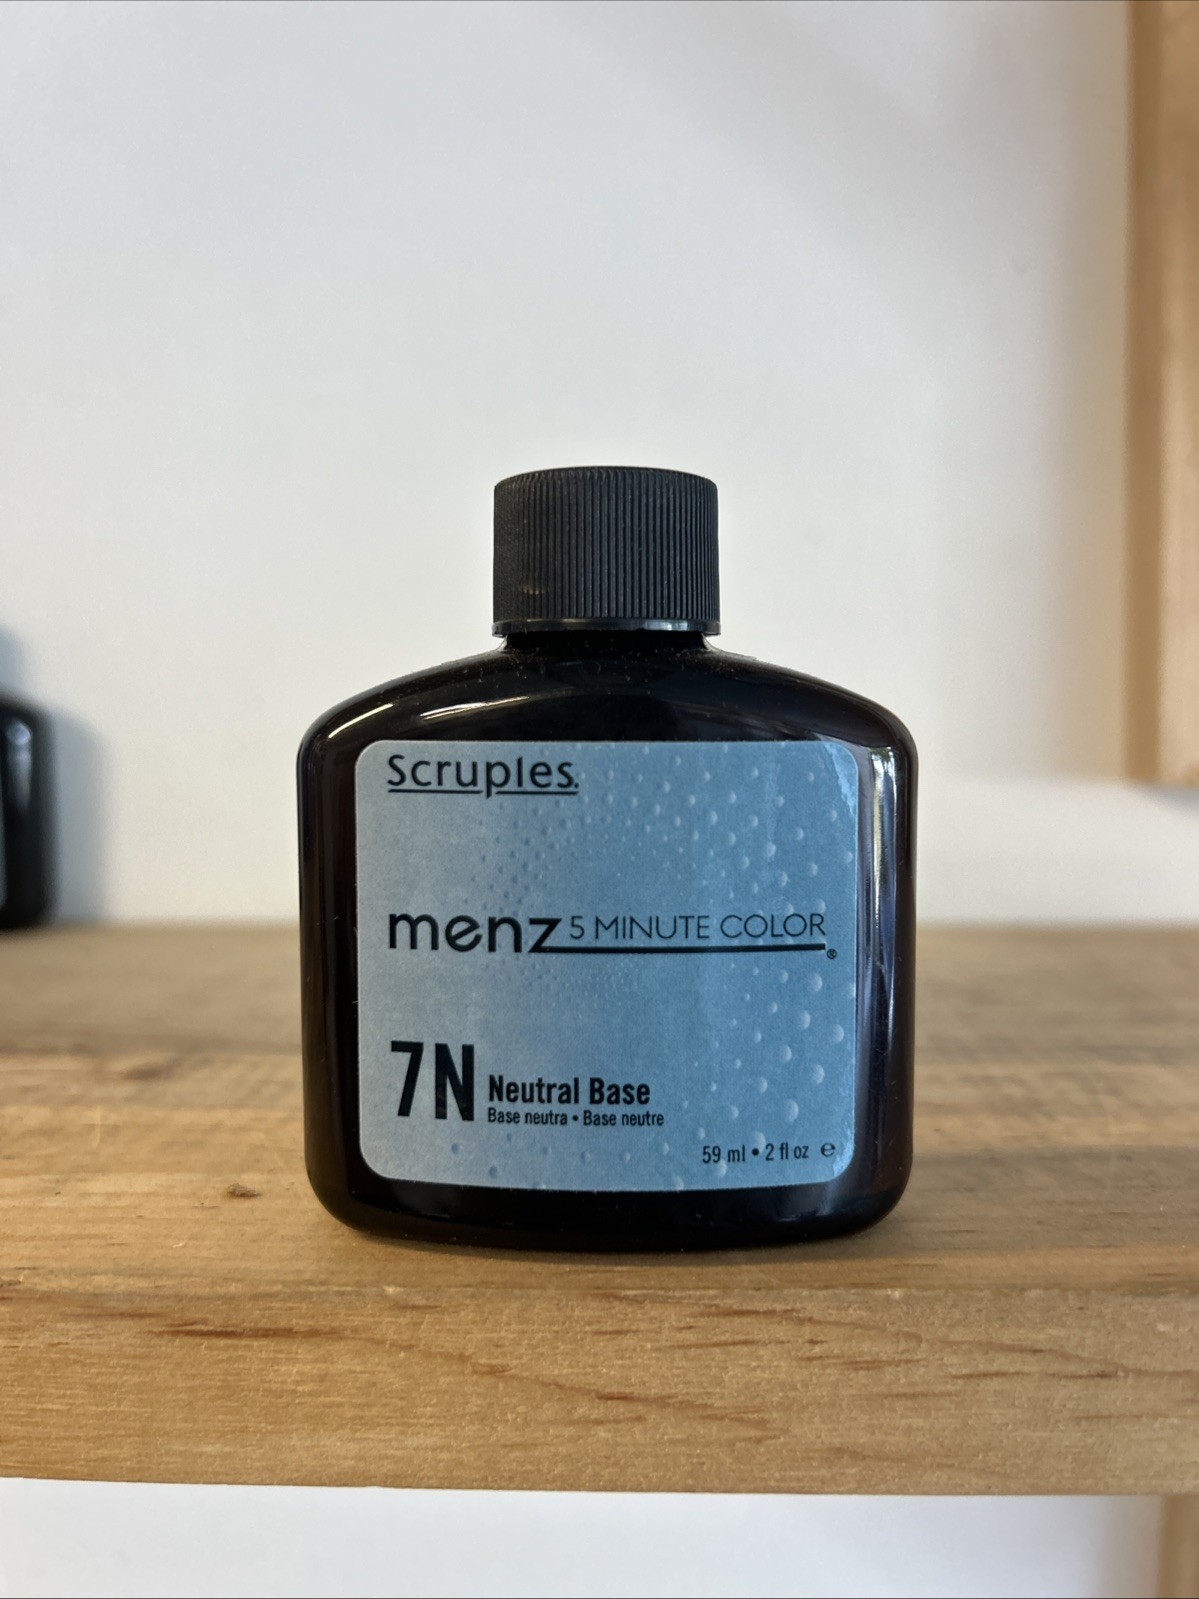 Scruples.
menz 5 MINUTE COLOR®
7N Neutral Base
Base neutra • Base neutre
59 ml • 2 fl oz ℮